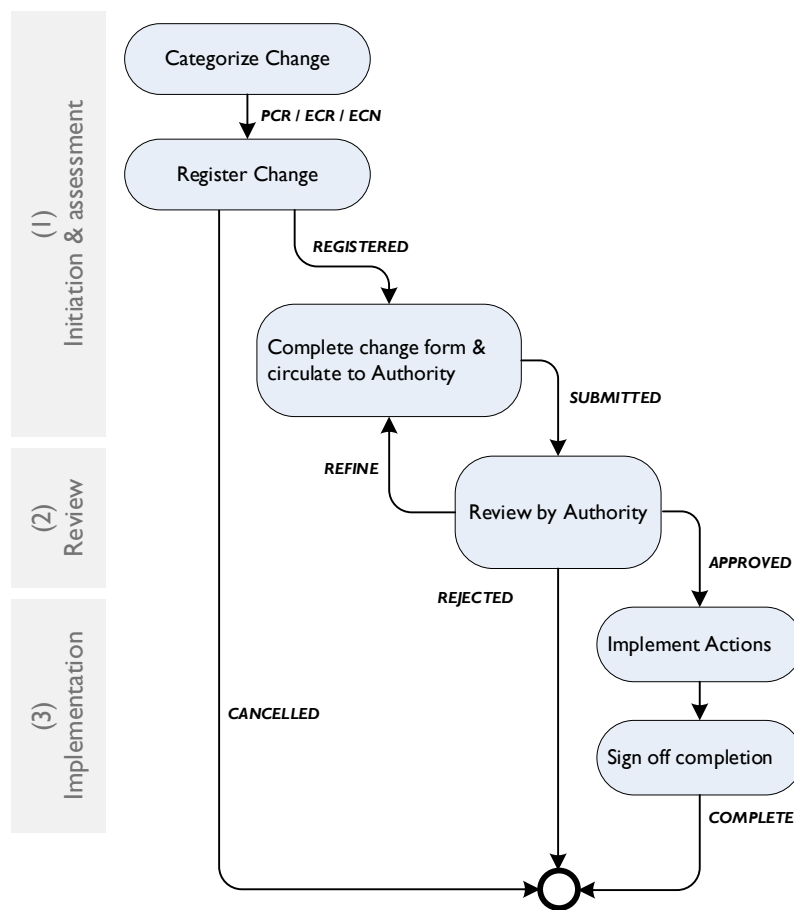 Categorize Change
PCR / ECR / ECN
Register Change
(1)
Initiation & assessment
REGISTERED
Complete change form &
circulate to Authority
SUBMITTED
REFINE
(2)
Review
Review by Authority
APPROVED
REJECTED
Implement Actions
(3)
Implementation
CANCELLED
Sign off completion
COMPLETE